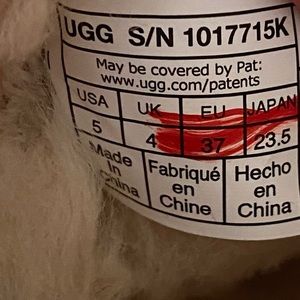 UGG S/N 1017715K
May be covered by Pat:
www.ugg.com/patents
USA UK EU JAPAN
5 4 37 23.5
Made Fabriqué Hecho
in en en
China Chine China